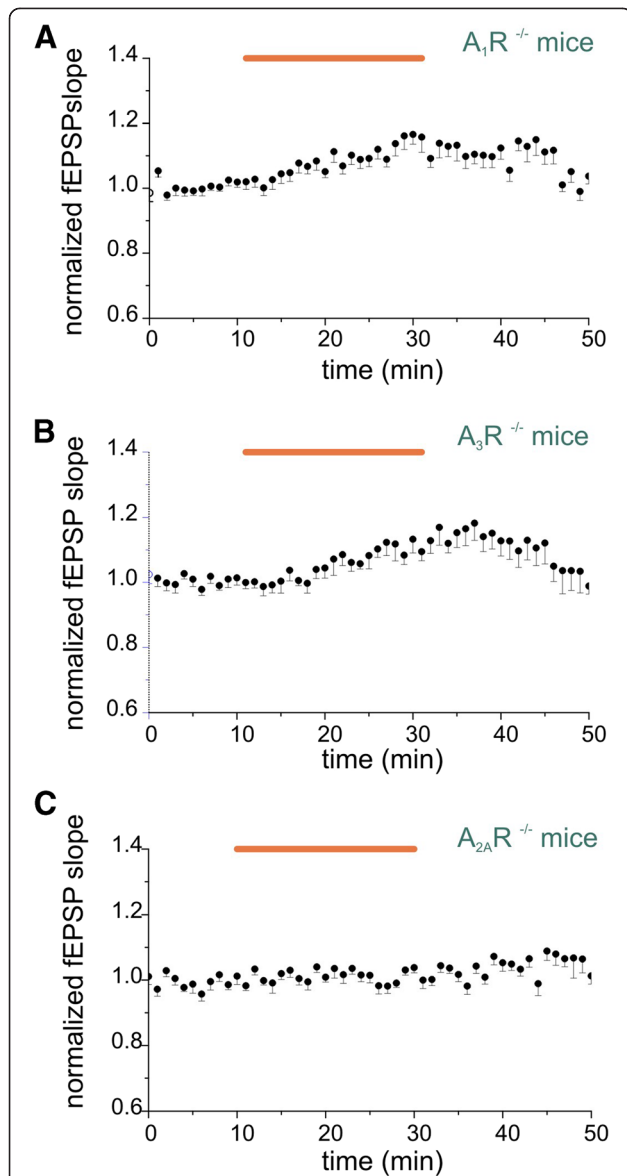 A
A₁R -/- mice
normalized fEPSPslope
1.4
1.2
1.0
0.8
0.6
0 10 20 30 40 50
time (min)
B
A₃R -/- mice
normalized fEPSP slope
1.4
1.2
1.0
0.8
0.6
0 10 20 30 40 50
time (min)
C
A₂AR -/- mice
normalized fEPSP slope
1.4
1.2
1.0
0.8
0.6
0 10 20 30 40 50
time (min)